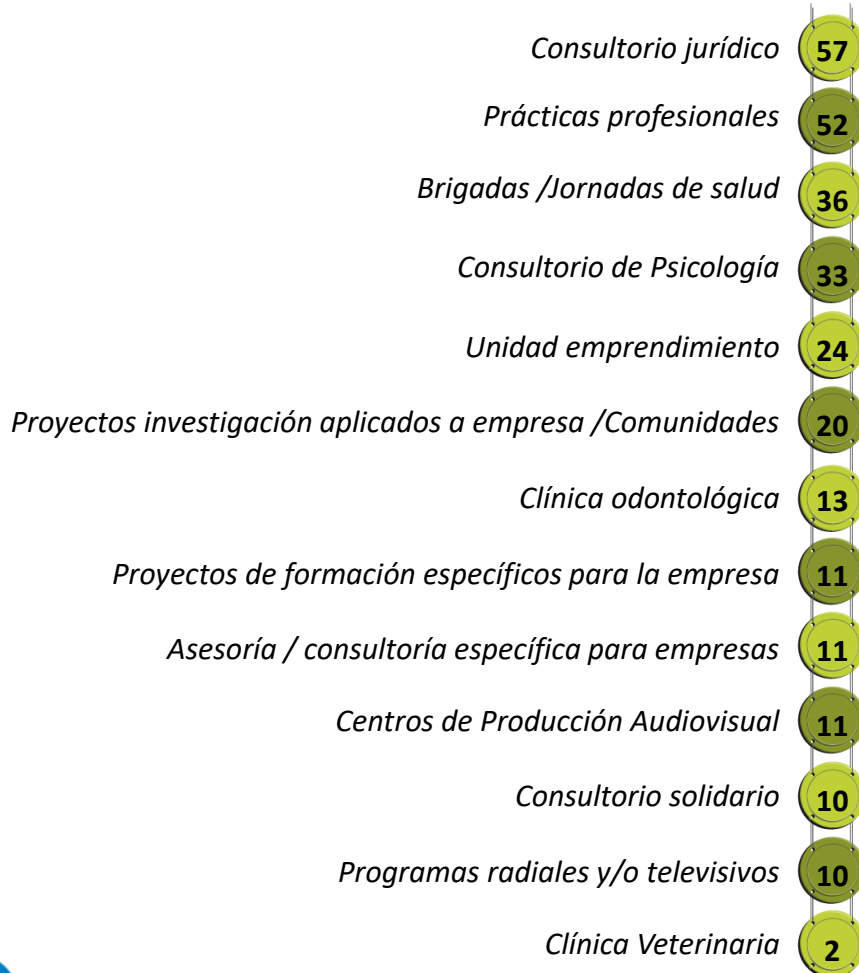 Consultorio jurídico 57
Prácticas profesionales 52
Brigadas /Jornadas de salud 36
Consultorio de Psicología 33
Unidad emprendimiento 24
Proyectos investigación aplicados a empresa /Comunidades 20
Clínica odontológica 13
Proyectos de formación específicos para la empresa 11
Asesoría / consultoría específica para empresas 11
Centros de Producción Audiovisual 11
Consultorio solidario 10
Programas radiales y/o televisivos 10
Clínica Veterinaria 2